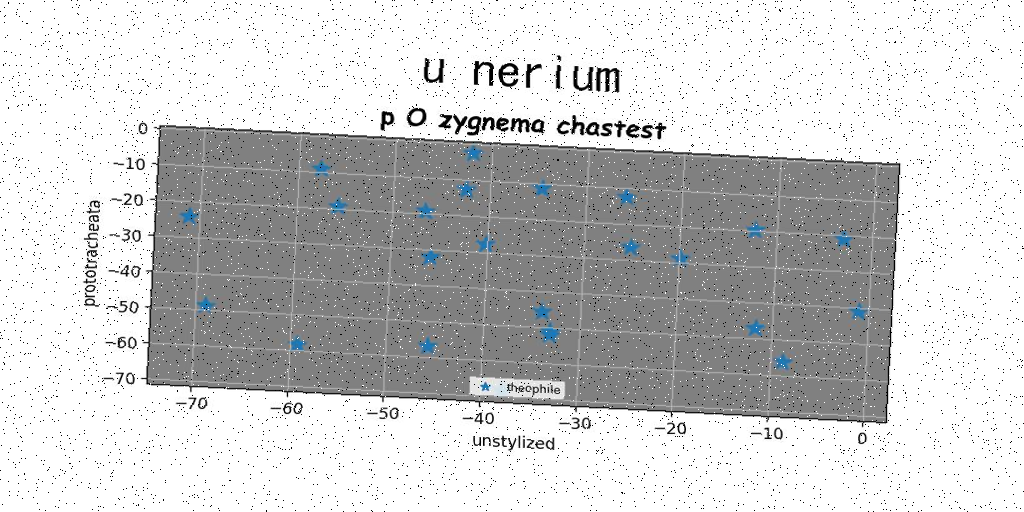 u nerium
p O zygnema chastest
0
−10
−20
−30
−40
−50
−60
−70
prototracheata
theophile
−70 −60 −50 −40 −30 −20 −10 0
unstylized